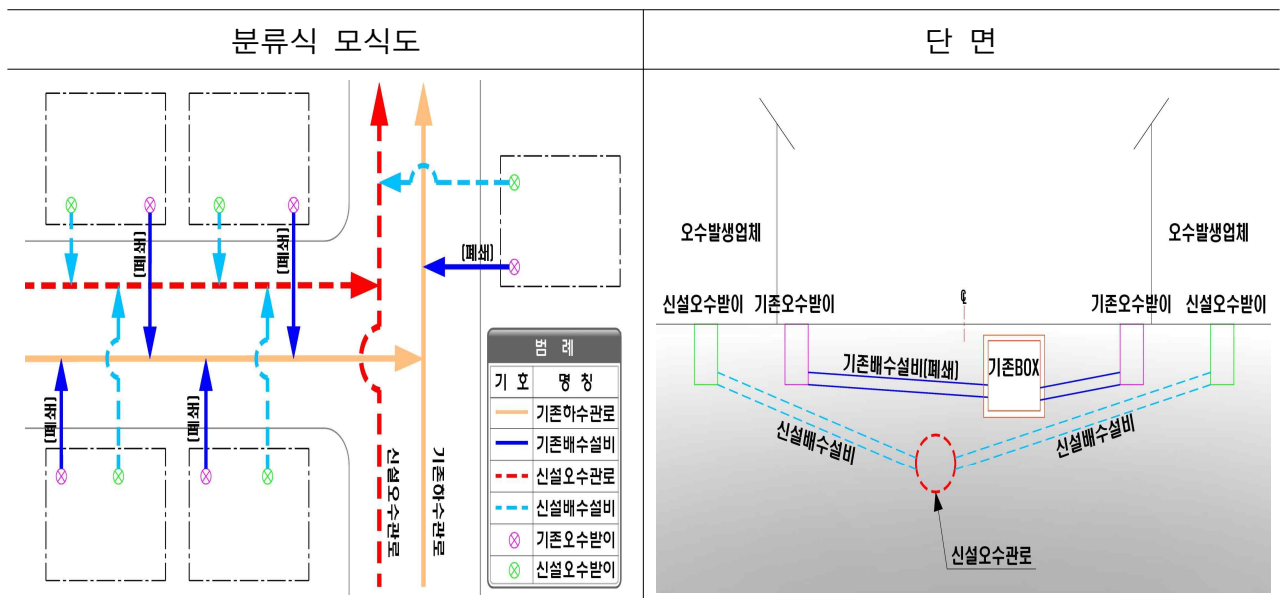 분류식 모식도
단 면
[폐쇄]
[폐쇄]
[폐쇄]
[폐쇄]
[폐쇄]
신설오수관로
기존하수관로
범 례
기 호 명 칭
기존하수관로
기존배수설비
신설오수관로
신설배수설비
기존오수받이
신설오수받이
오수발생업체
오수발생업체
신설오수받이
기존오수받이
℄
기존오수받이
신설오수받이
기존배수설비[폐쇄]
기존BOX
신설배수설비
신설배수설비
신설오수관로